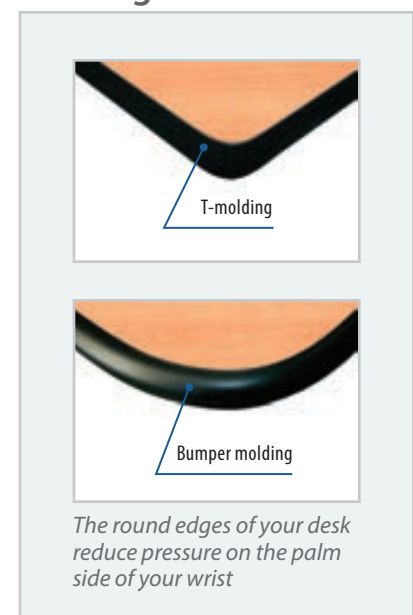 T-molding
Bumper molding
The round edges of your desk
reduce pressure on the palm
side of your wrist